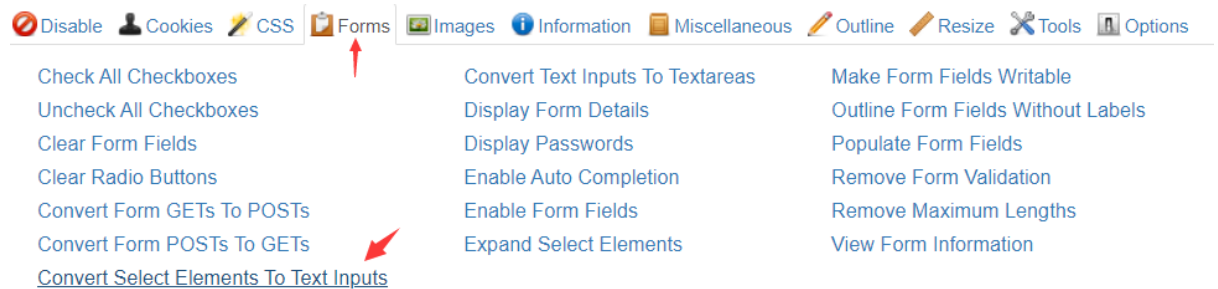 Disable Cookies CSS Forms Images Information Miscellaneous Outline Resize Tools Options
Check All Checkboxes
Uncheck All Checkboxes
Clear Form Fields
Clear Radio Buttons
Convert Form GETs To POSTs
Convert Form POSTs To GETs
Convert Select Elements To Text Inputs
Convert Text Inputs To Textareas
Display Form Details
Display Passwords
Enable Auto Completion
Enable Form Fields
Expand Select Elements
Make Form Fields Writable
Outline Form Fields Without Labels
Populate Form Fields
Remove Form Validation
Remove Maximum Lengths
View Form Information